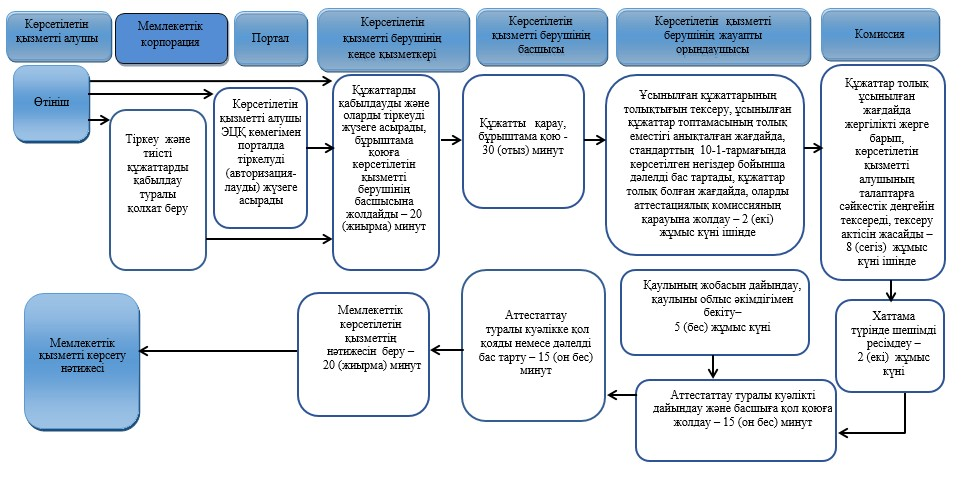 Көрсетілетін
қызметті алушы
Мемлекеттік
корпорация
Портал
Көрсетілетін
қызметті берушінің
кеңсе қызметкері
Көрсетілетін
қызметті берушінің
басшысы
Көрсетілетін қызметті
берушінің жауапты
орындаушысы
Комиссия
Өтініш
Тіркеу және
тиісті
құжаттарды
қабылдау
туралы
қолхат беру
Көрсетілетін
қызметті алушы
ЭЦҚ көмегімен
порталда
тіркелуді
(авторизация-
лауды) жүзеге
асырады
Құжаттарды
қабылдауды және
оларды тіркеуді
жүзеге асырады,
бұрыштама
қоюға
көрсетілетін
қызметті
берушінің
басшысына
жолдайды – 20
(жиырма) минут
Құжатты қарау,
бұрыштама қою -
30 (отыз) минут
Ұсынылған құжаттарының
толықтығын тексеру, ұсынылған
құжаттар топтамасының толық
еместігі анықталған жағдайда,
стандарттың 10-1-тармағында
көрсетілген негіздер бойынша
дәлелді бас тартады, құжаттар
толық болған жағдайда, оларды
аттестациялық комиссияның
қарауына жолдау – 2 (екі)
жұмыс күні ішінде
Құжаттар толық
ұсынылған
жағдайда
жергілікті жерге
барып,
көрсетілетін
қызметті
алушының
талаптарға
сәйкестік деңгейін
тексереді, тексеру
актісін жасайды –
8 (сегіз) жұмыс
күні ішінде
Мемлекеттік
қызметті көрсету
нәтижесі
Мемлекеттік
көрсетілетін
қызметтің
нәтижесін беру –
20 (жиырма) минут
Аттестаттау
туралы куәлікке қол
қояды немесе дәлелді
бас тарту – 15 (он бес)
минут
Қаулының жобасын дайындау,
қаулыны облыс әкімдігімен
бекіту–
5 (бес) жұмыс күні
Хаттама
түрінде шешімді
ресімдеу –
2 (екі) жұмыс
күні
Аттестаттау туралы куәлікті
дайындау және басшыға қол қоюға
жолдау – 15 (он бес) минут